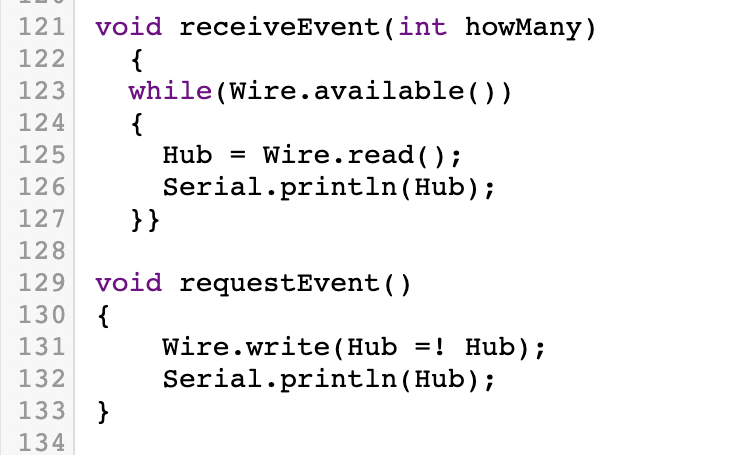 121 void receiveEvent(int howMany)
122   {
123   while(Wire.available())
124   {
125     Hub = Wire.read();
126     Serial.println(Hub);
127   }}
128
129 void requestEvent()
130 {
131     Wire.write(Hub =! Hub);
132     Serial.println(Hub);
133 }
134